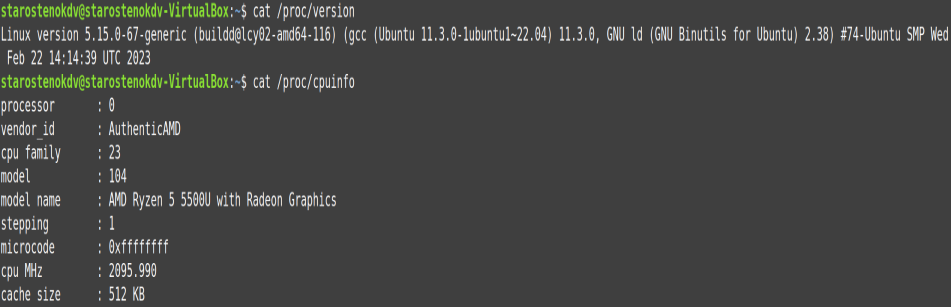 starostenokdv@starostenokdv-VirtualBox:~$ cat /proc/version
Linux version 5.15.0-67-generic (buildd@lcy02-amd64-116) (gcc (Ubuntu 11.3.0-1ubuntu1~22.04) 11.3.0, GNU ld (GNU Binutils for Ubuntu) 2.38) #74-Ubuntu SMP Wed
Feb 22 14:14:39 UTC 2023
starostenokdv@starostenokdv-VirtualBox:~$ cat /proc/cpuinfo
processor : 0
vendor_id : AuthenticAMD
cpu family : 23
model : 104
model name : AMD Ryzen 5 5500U with Radeon Graphics
stepping : 1
microcode : 0xffffffff
cpu MHz : 2095.990
cache size : 512 KB